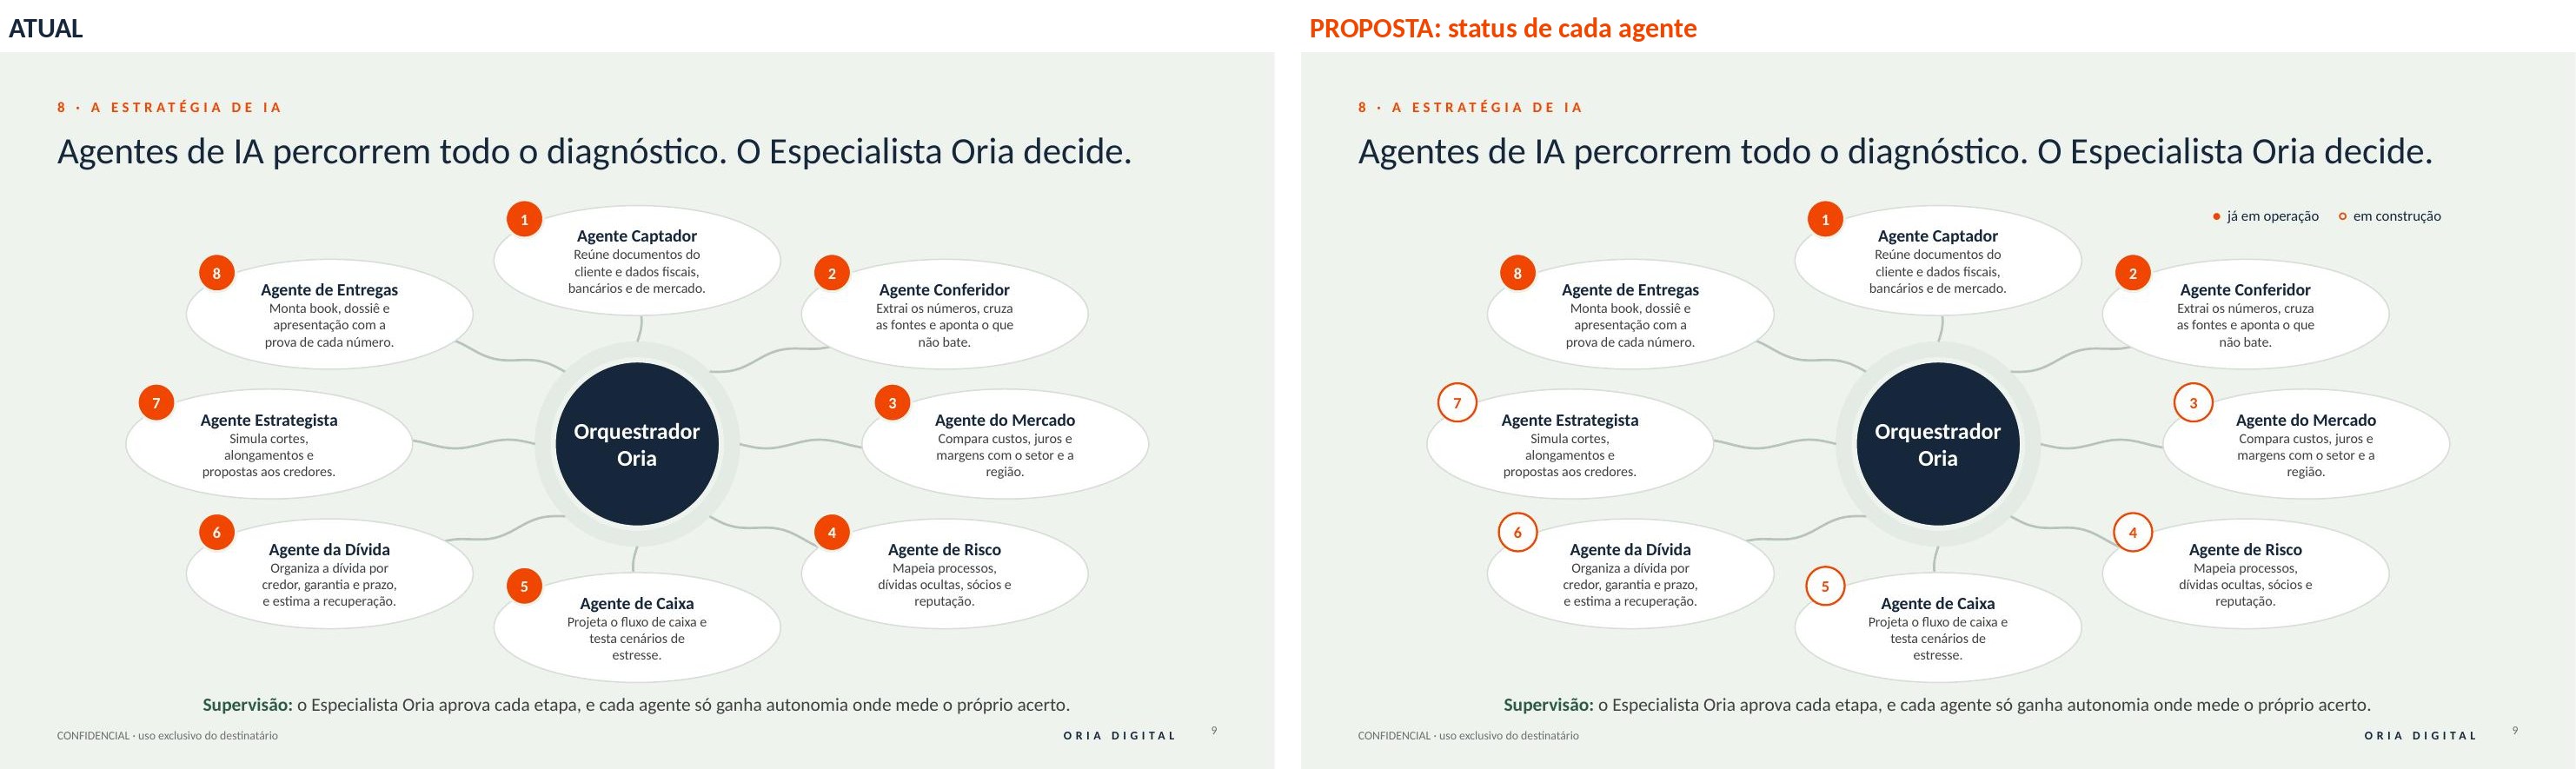 ATUAL
8 · A ESTRATÉGIA DE IA
Agentes de IA percorrem todo o diagnóstico. O Especialista Oria decide.
1
Agente Captador
Reúne documentos do
cliente e dados fiscais,
bancários e de mercado.
2
Agente Conferidor
Extrai os números, cruza
as fontes e aponta o que
não bate.
3
Agente do Mercado
Compara custos, juros e
margens com o setor e a
região.
4
Agente de Risco
Mapeia processos,
dívidas ocultas, sócios e
reputação.
5
Agente de Caixa
Projeta o fluxo de caixa e
testa cenários de
estresse.
6
Agente da Dívida
Organiza a dívida por
credor, garantia e prazo,
e estima a recuperação.
7
Agente Estrategista
Simula cortes,
alongamentos e
propostas aos credores.
8
Agente de Entregas
Monta book, dossiê e
apresentação com a
prova de cada número.
Orquestrador
Oria
Supervisão: o Especialista Oria aprova cada etapa, e cada agente só ganha autonomia onde mede o próprio acerto.
CONFIDENCIAL · uso exclusivo do destinatário
ORIA DIGITAL
9
PROPOSTA: status de cada agente
8 · A ESTRATÉGIA DE IA
Agentes de IA percorrem todo o diagnóstico. O Especialista Oria decide.
já em operação
em construção
1
Agente Captador
Reúne documentos do
cliente e dados fiscais,
bancários e de mercado.
2
Agente Conferidor
Extrai os números, cruza
as fontes e aponta o que
não bate.
3
Agente do Mercado
Compara custos, juros e
margens com o setor e a
região.
4
Agente de Risco
Mapeia processos,
dívidas ocultas, sócios e
reputação.
5
Agente de Caixa
Projeta o fluxo de caixa e
testa cenários de
estresse.
6
Agente da Dívida
Organiza a dívida por
credor, garantia e prazo,
e estima a recuperação.
7
Agente Estrategista
Simula cortes,
alongamentos e
propostas aos credores.
8
Agente de Entregas
Monta book, dossiê e
apresentação com a
prova de cada número.
Orquestrador
Oria
Supervisão: o Especialista Oria aprova cada etapa, e cada agente só ganha autonomia onde mede o próprio acerto.
CONFIDENCIAL · uso exclusivo do destinatário
ORIA DIGITAL
9